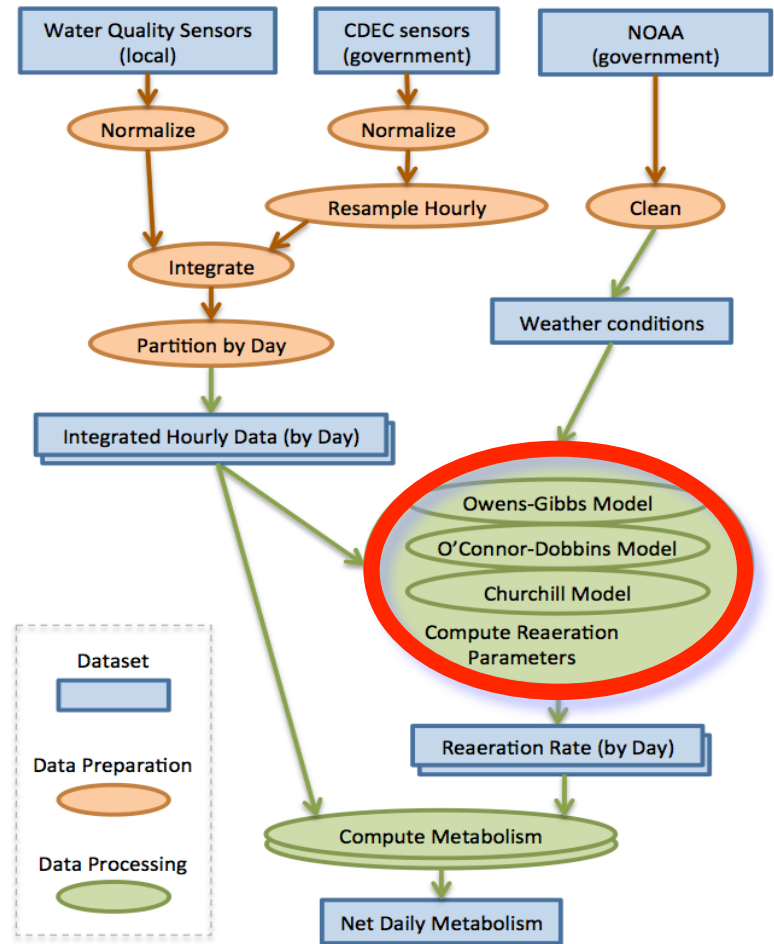 Water Quality Sensors
(local)
CDEC sensors
(government)
NOAA
(government)
Normalize
Normalize
Resample Hourly
Clean
Integrate
Partition by Day
Weather conditions
Integrated Hourly Data (by Day)
Owens-Gibbs Model
O'Connor-Dobbins Model
Churchill Model
Compute Reaeration
Parameters
Reaeration Rate (by Day)
Compute Metabolism
Net Daily Metabolism
Dataset
Data Preparation
Data Processing